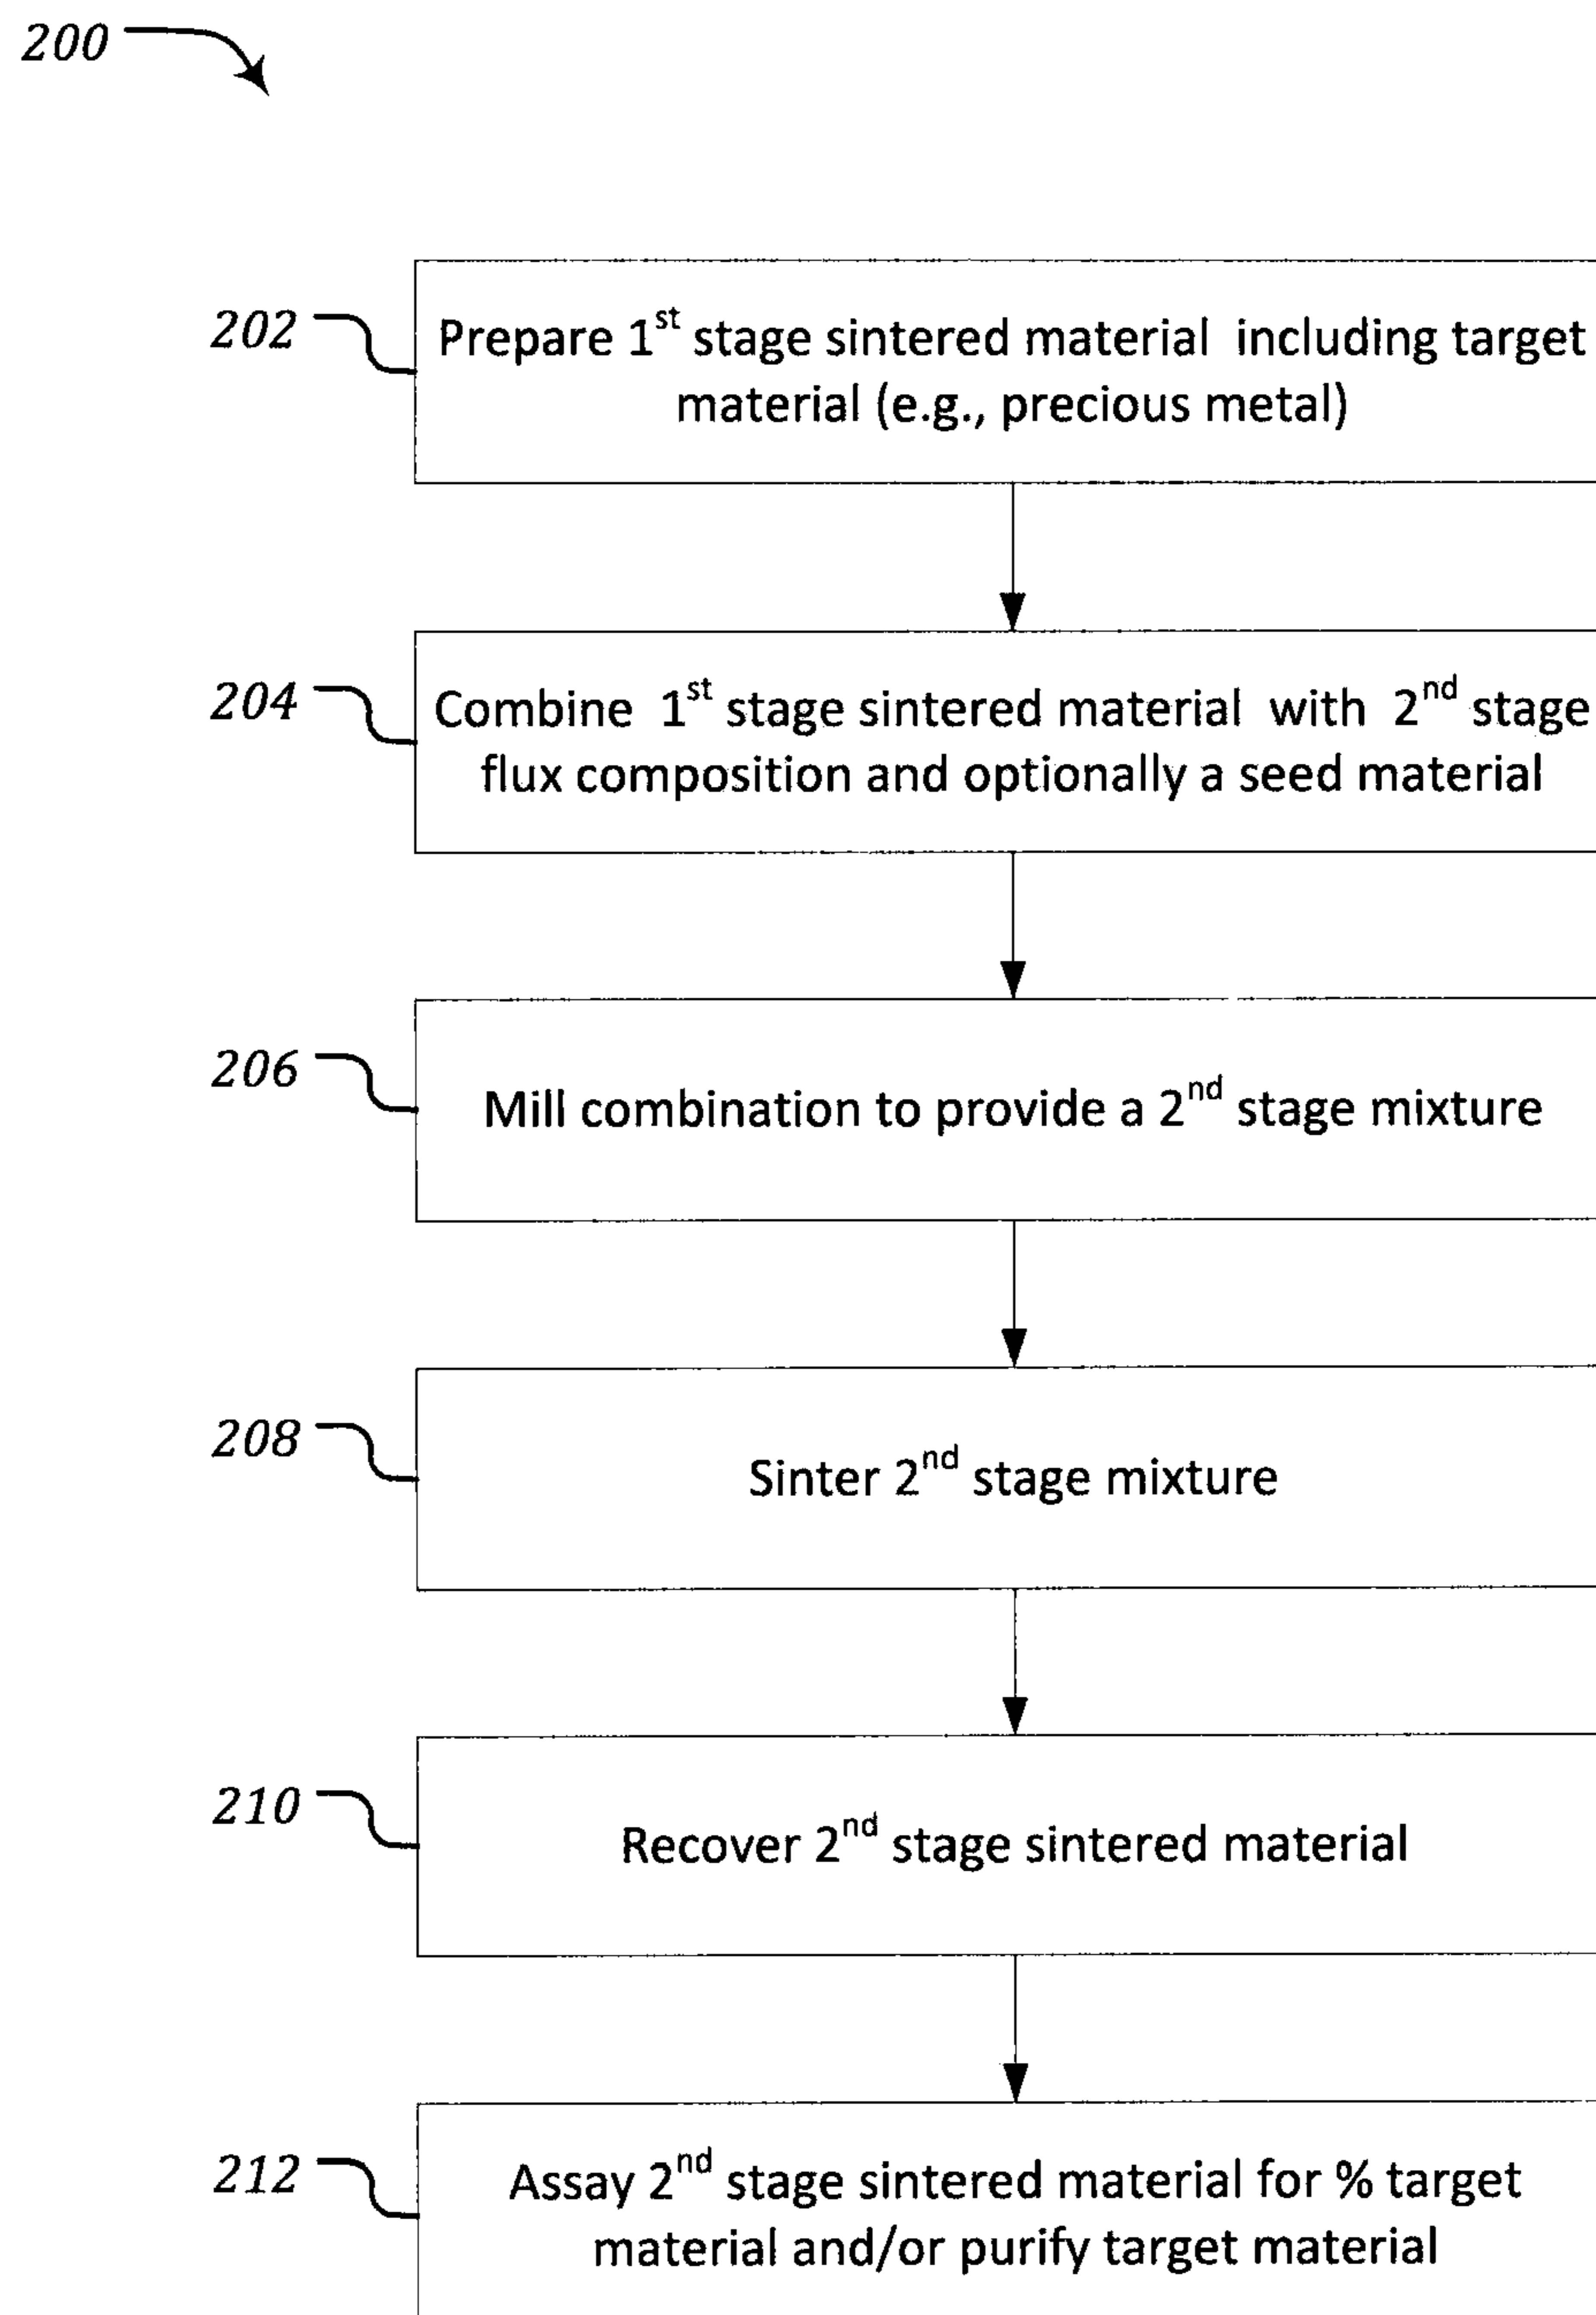 200
202
Prepare 1st stage sintered material including target
material (e.g., precious metal)
204
Combine 1st stage sintered material with 2nd stage
flux composition and optionally a seed material
206
Mill combination to provide a 2nd stage mixture
208
Sinter 2nd stage mixture
210
Recover 2nd stage sintered material
212
Assay 2nd stage sintered material for % target
material and/or purify target material